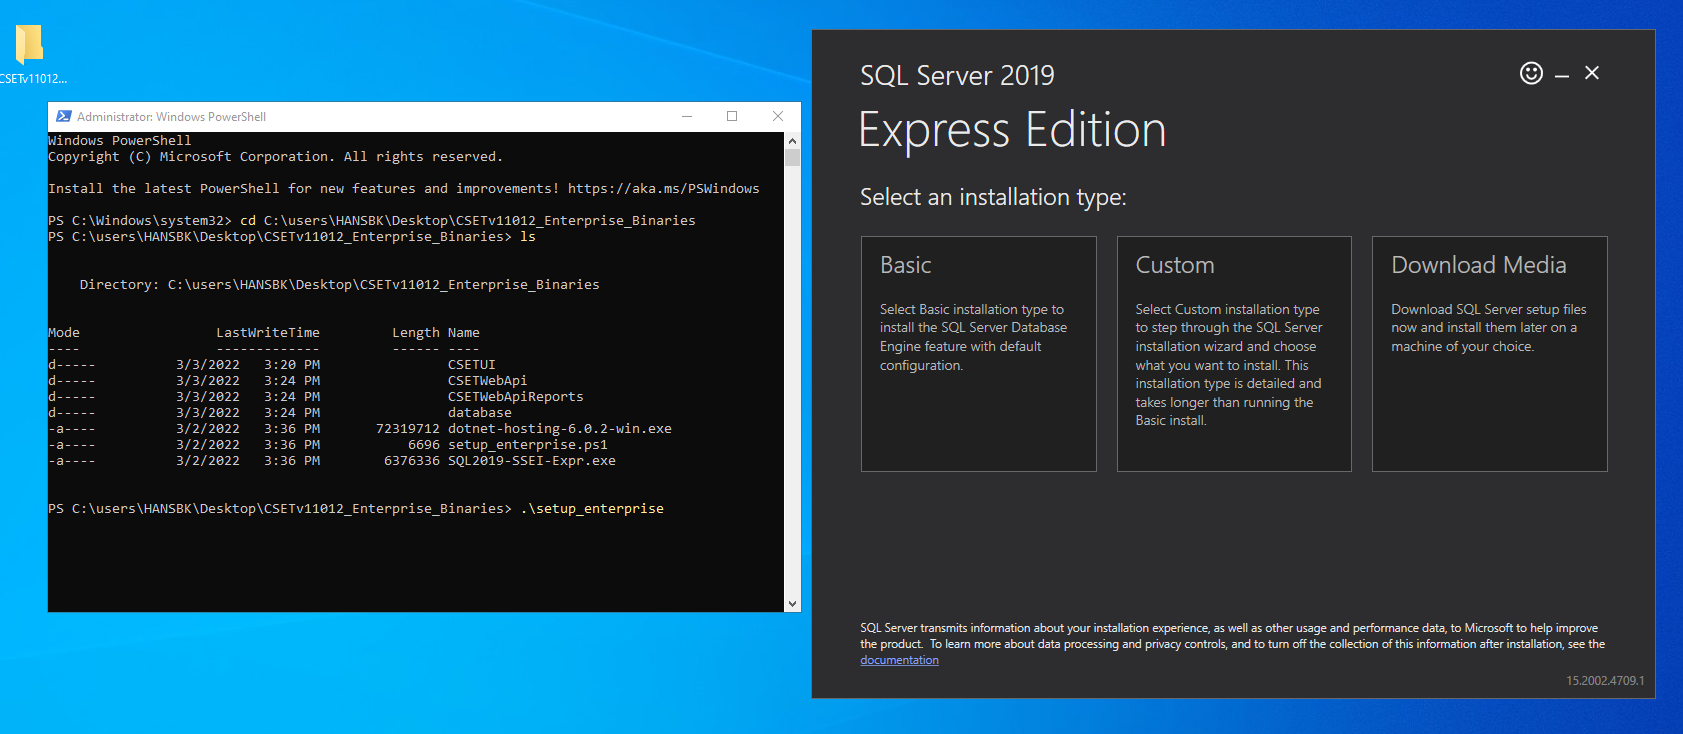 CSETv11012...
Administrator: Windows PowerShell
Windows PowerShell
Copyright (C) Microsoft Corporation. All rights reserved.
Install the latest PowerShell for new features and improvements! https://aka.ms/PSWindows
PS C:\Windows\system32> cd C:\users\HANSBK\Desktop\CSETv11012_Enterprise_Binaries
PS C:\users\HANSBK\Desktop\CSETv11012_Enterprise_Binaries> ls
Directory: C:\users\HANSBK\Desktop\CSETv11012_Enterprise_Binaries
Mode LastWriteTime Length Name
---- ------------- ------ ----
d----- 3/3/2022 3:20 PM CSETUI
d----- 3/3/2022 3:24 PM CSETWebApi
d----- 3/3/2022 3:24 PM CSETWebApiReports
d----- 3/3/2022 3:24 PM database
-a---- 3/2/2022 3:36 PM 72319712 dotnet-hosting-6.0.2-win.exe
-a---- 3/2/2022 3:36 PM 6696 setup_enterprise.ps1
-a---- 3/2/2022 3:36 PM 6376336 SQL2019-SSEI-Expr.exe
PS C:\users\HANSBK\Desktop\CSETv11012_Enterprise_Binaries> .\setup_enterprise
SQL Server 2019
Express Edition
Select an installation type:
Basic
Select Basic installation type to
install the SQL Server Database
Engine feature with default
configuration.
Custom
Select Custom installation type
to step through the SQL Server
installation wizard and choose
what you want to install. This
installation type is detailed and
takes longer than running the
Basic install.
Download Media
Download SQL Server setup files
now and install them later on a
machine of your choice.
SQL Server transmits information about your installation experience, as well as other usage and performance data, to Microsoft to help improve
the product.  To learn more about data processing and privacy controls, and to turn off the collection of this information after installation, see the
documentation
15.2002.4709.1